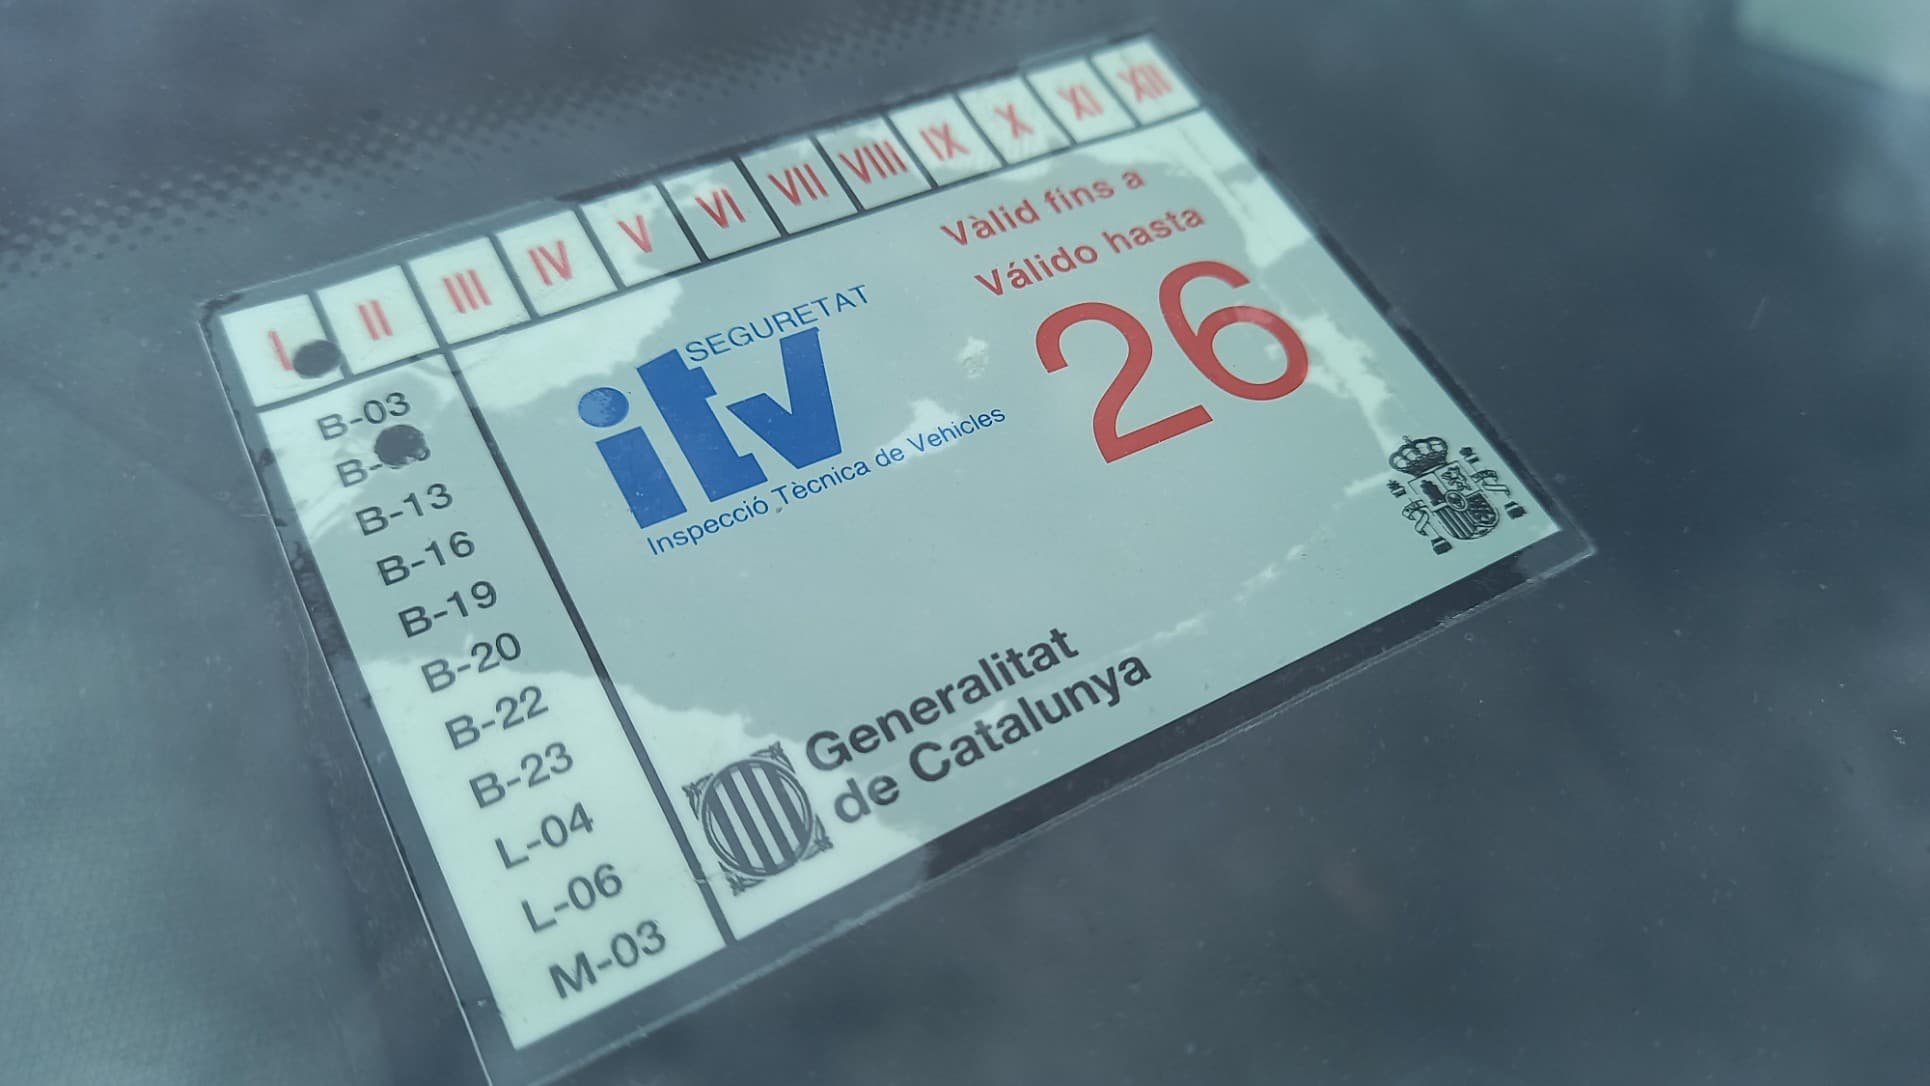 I II III IV V VI VII VIII IX X XI XII
Vàlid fins a
Válido hasta
26
SEGURETAT
itv
Inspecció Tècnica de Vehicles
B-03
B-13
B-16
B-19
B-20
B-22
B-23
L-04
L-06
M-03
Generalitat
de Catalunya